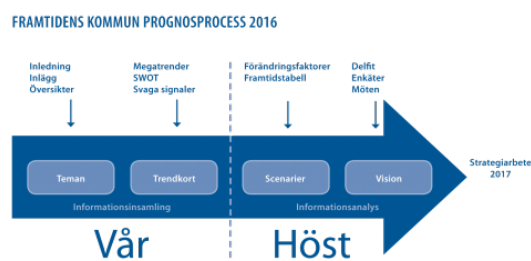 FRAMTIDENS KOMMUN PROGNOSPROCESS 2016
Inledning
Inlägg
Översikter
Megatrender
SWOT
Svaga signaler
Förändringsfaktorer
Framtidstabell
Delfit
Enkäter
Möten
Teman
Trendkort
Scenarier
Vision
Strategiarbete
2017
Informationsinsamling
Informationsanalys
Vår
Höst